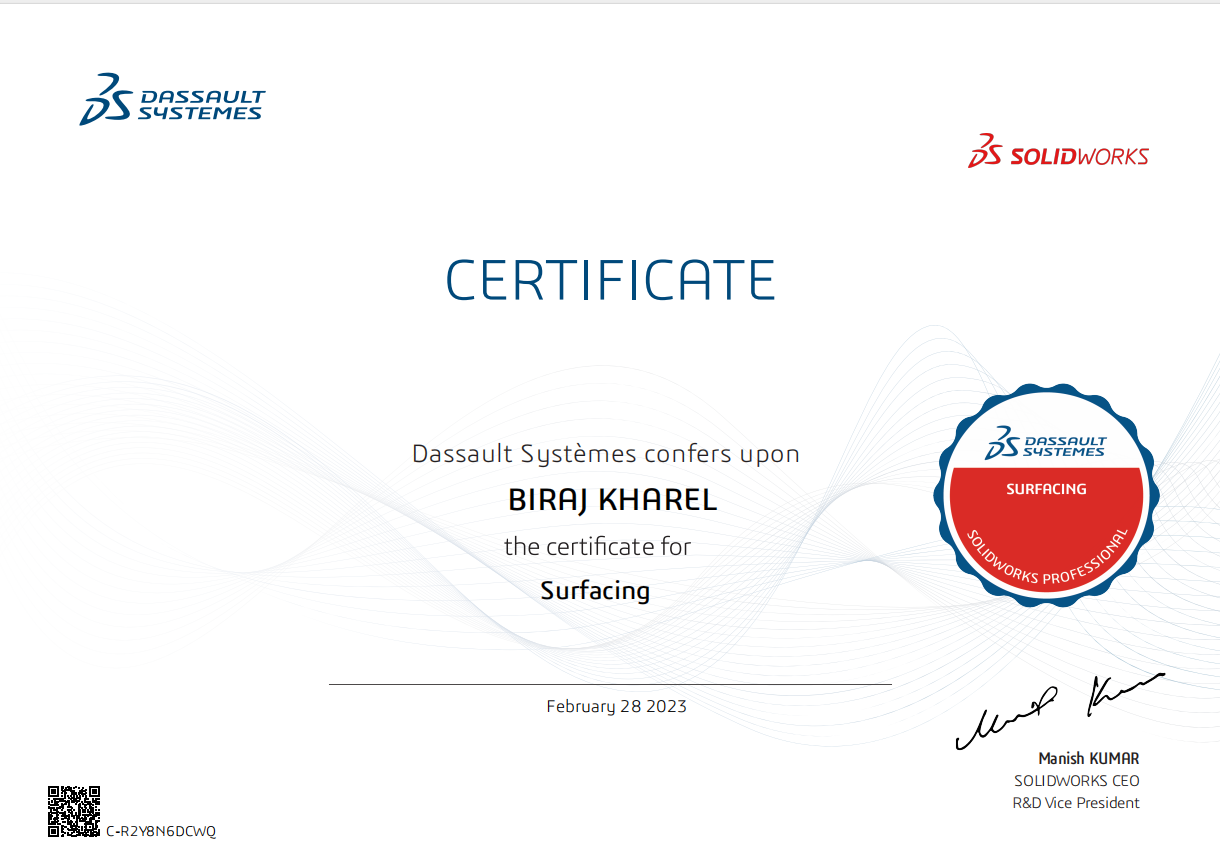 DASSAULT
SYSTEMES
SOLIDWORKS
CERTIFICATE
Dassault Systèmes confers upon
BIRAJ KHAREL
the certificate for
Surfacing
DASSAULT
SYSTEMES
SURFACING
SOLIDWORKS PROFESSIONAL
February 28 2023
Manish KUMAR
SOLIDWORKS CEO
R&D Vice President
C-R2Y8N6DCWQ